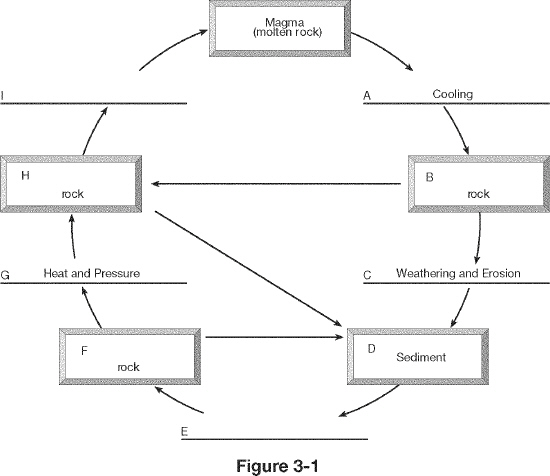 Magma
(molten rock)
I
A Cooling
H
rock
B
rock
G Heat and Pressure
C Weathering and Erosion
F
rock
D
Sediment
E
Figure 3-1